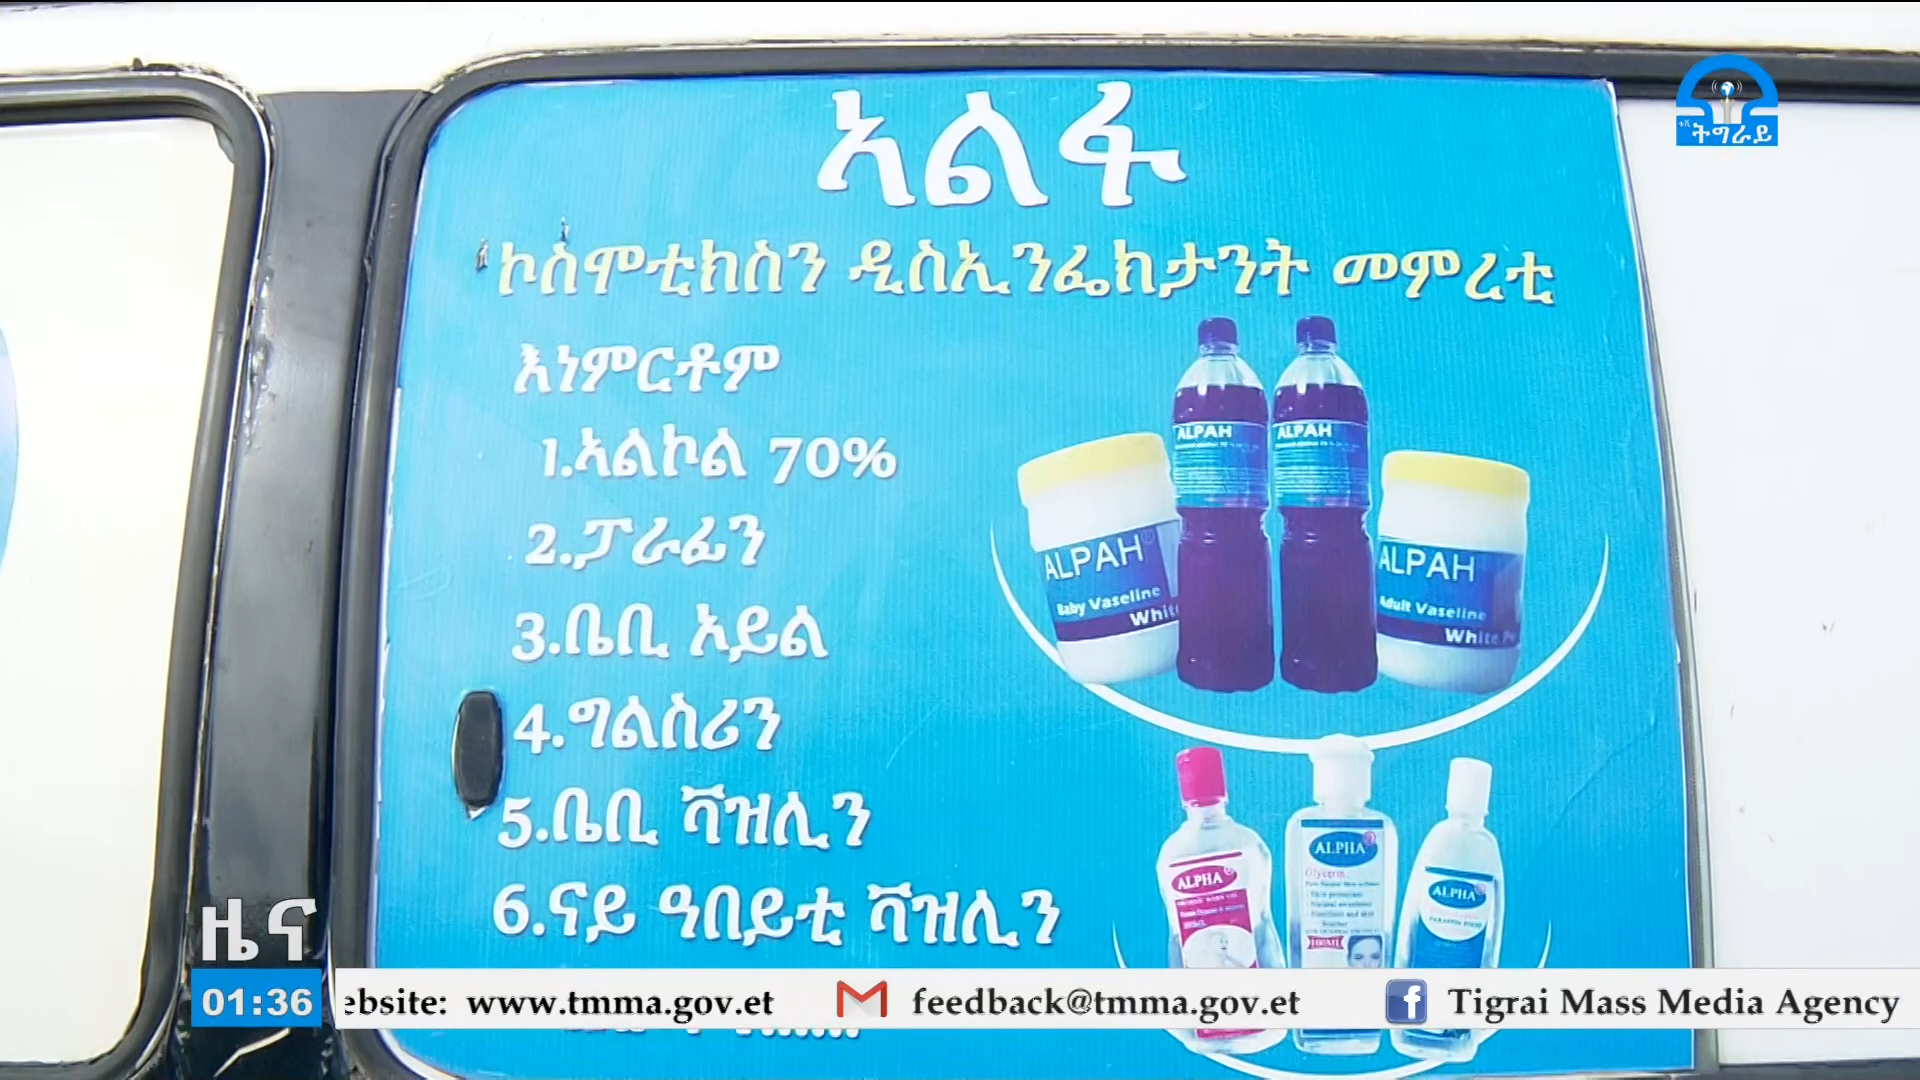 ኣልፋ
ትግራይ
ኮስሞቲክስን ዲስኢንፌክታንት መምረቲ
እነምርቶም
1.ኣልኮል 70%
2.ፓራፊን
3.ቤቢ ኦይል
4.ግልስሪን
5.ቤቢ ቫዝሊን
6.ናይ ዓበይቲ ቫዝሊን
ALPAH
ALPAH
ALPAH
Baby Vaseline
White
ALPAH
Adult Vaseline
White
ALPHA
ALPHA
Glycerin
ALPHA
ዜና
01:36
ebsite: www.tmma.gov.et feedback@tmma.gov.et Tigrai Mass Media Agency